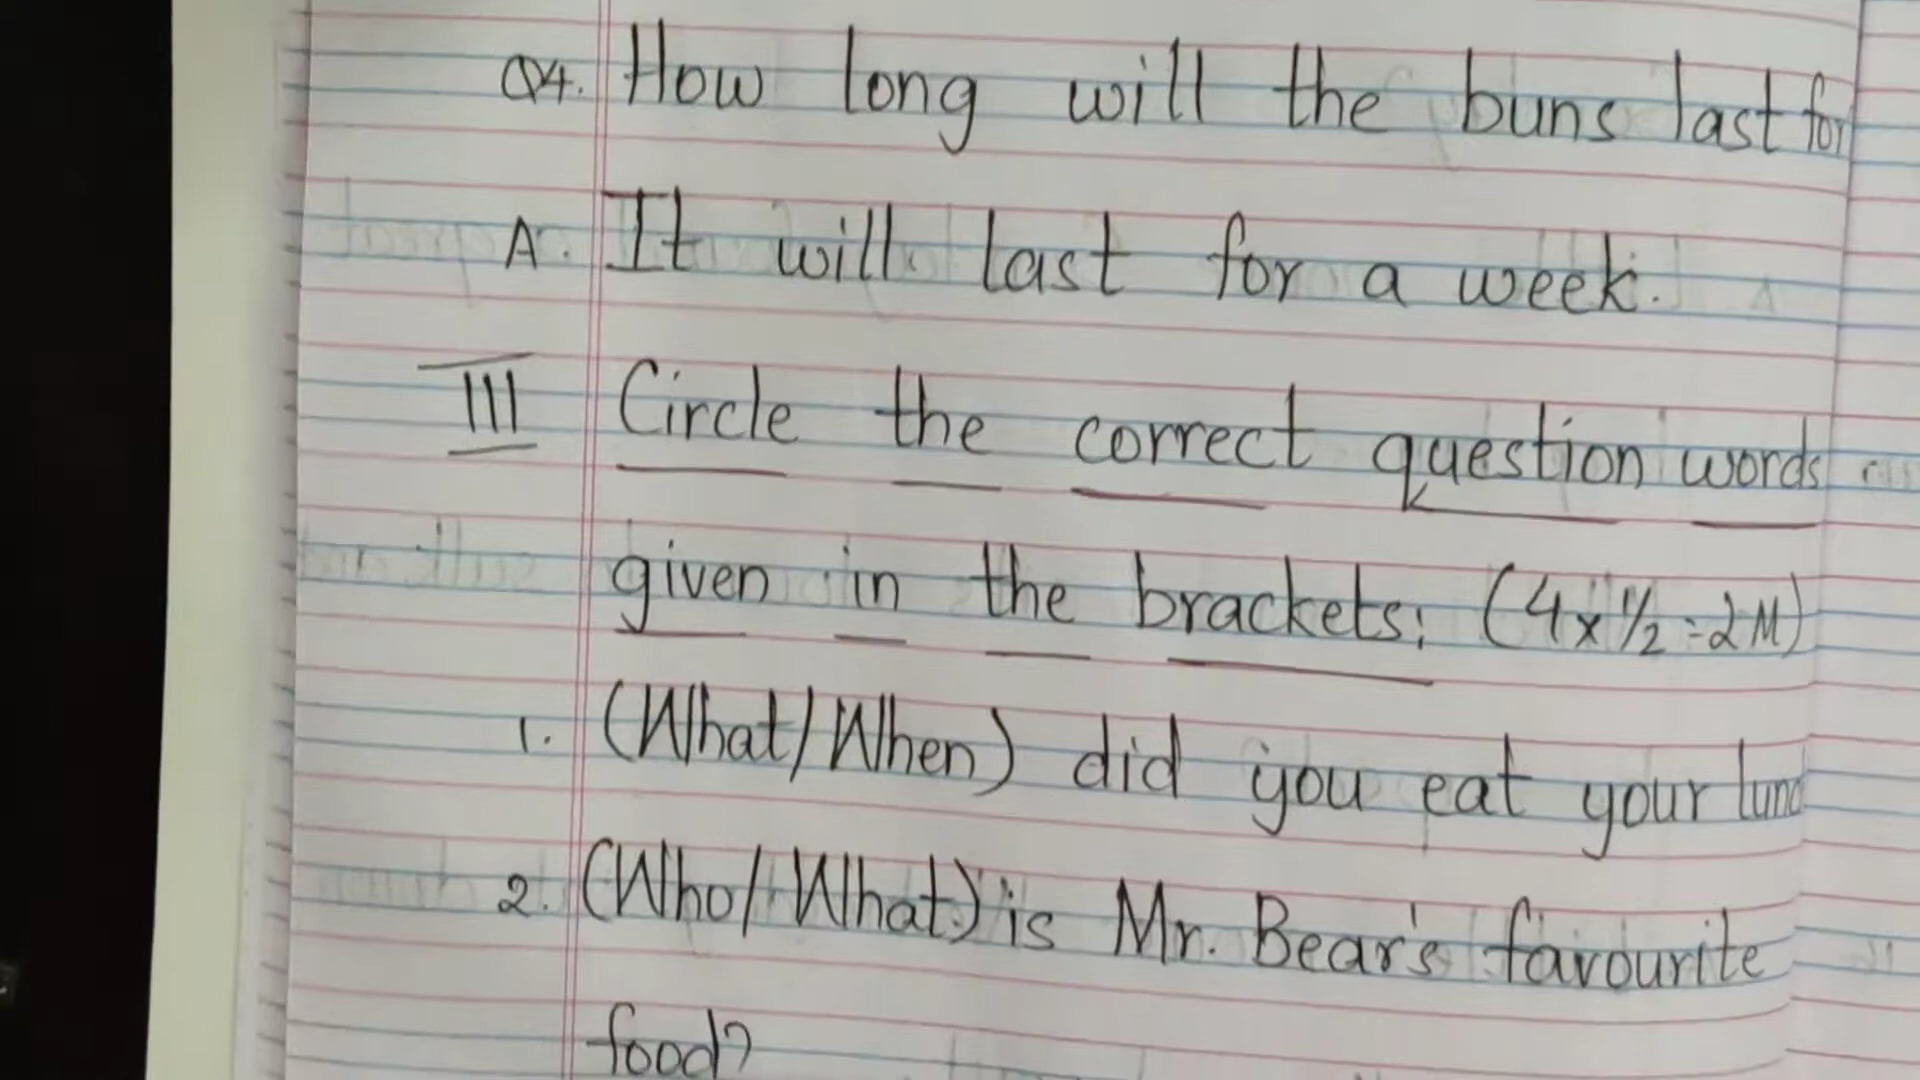 Q4. How long will the buns last for
A. It will last for a week.
III Circle the correct question words
given in the brackets: (4x1/2=2M)
1. (What/When) did you eat your
2. (Who/What) is Mr. Bear's favourite
food?